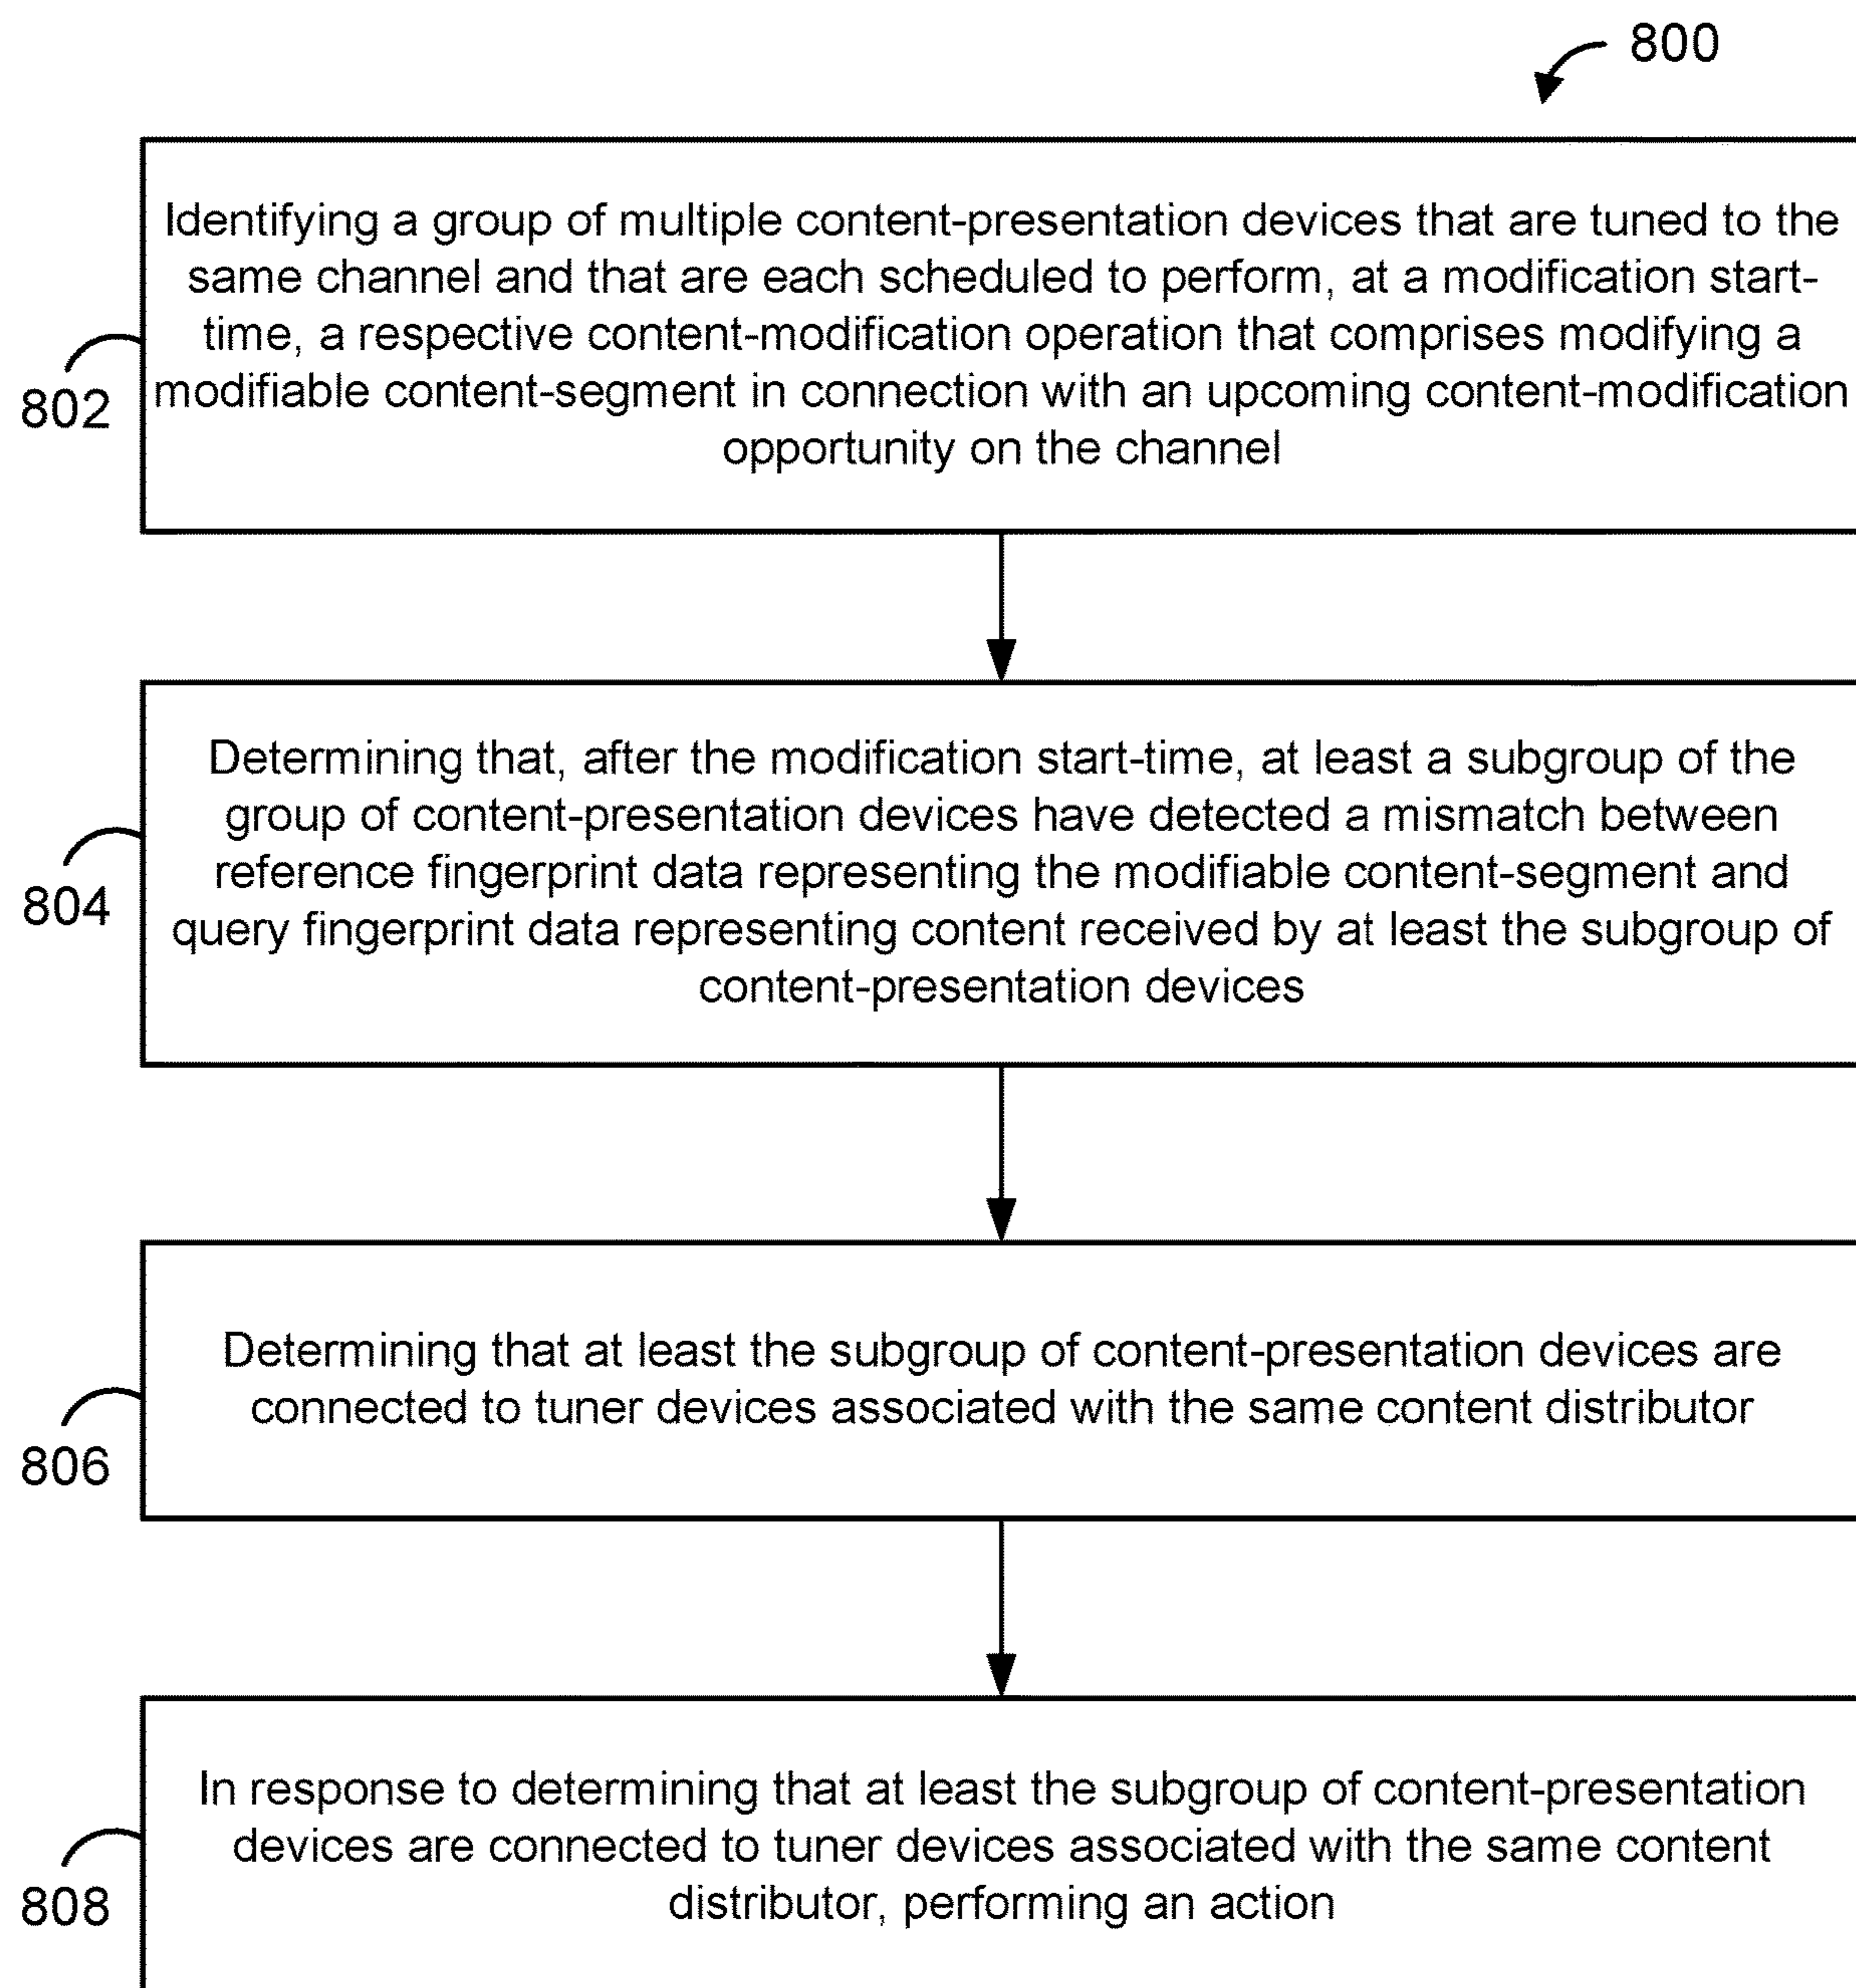 800
Identifying a group of multiple content-presentation devices that are tuned to the
same channel and that are each scheduled to perform, at a modification start-
time, a respective content-modification operation that comprises modifying a
modifiable content-segment in connection with an upcoming content-modification
opportunity on the channel
802
Determining that, after the modification start-time, at least a subgroup of the
group of content-presentation devices have detected a mismatch between
reference fingerprint data representing the modifiable content-segment and
query fingerprint data representing content received by at least the subgroup of
content-presentation devices
804
Determining that at least the subgroup of content-presentation devices are
connected to tuner devices associated with the same content distributor
806
In response to determining that at least the subgroup of content-presentation
devices are connected to tuner devices associated with the same content
distributor, performing an action
808